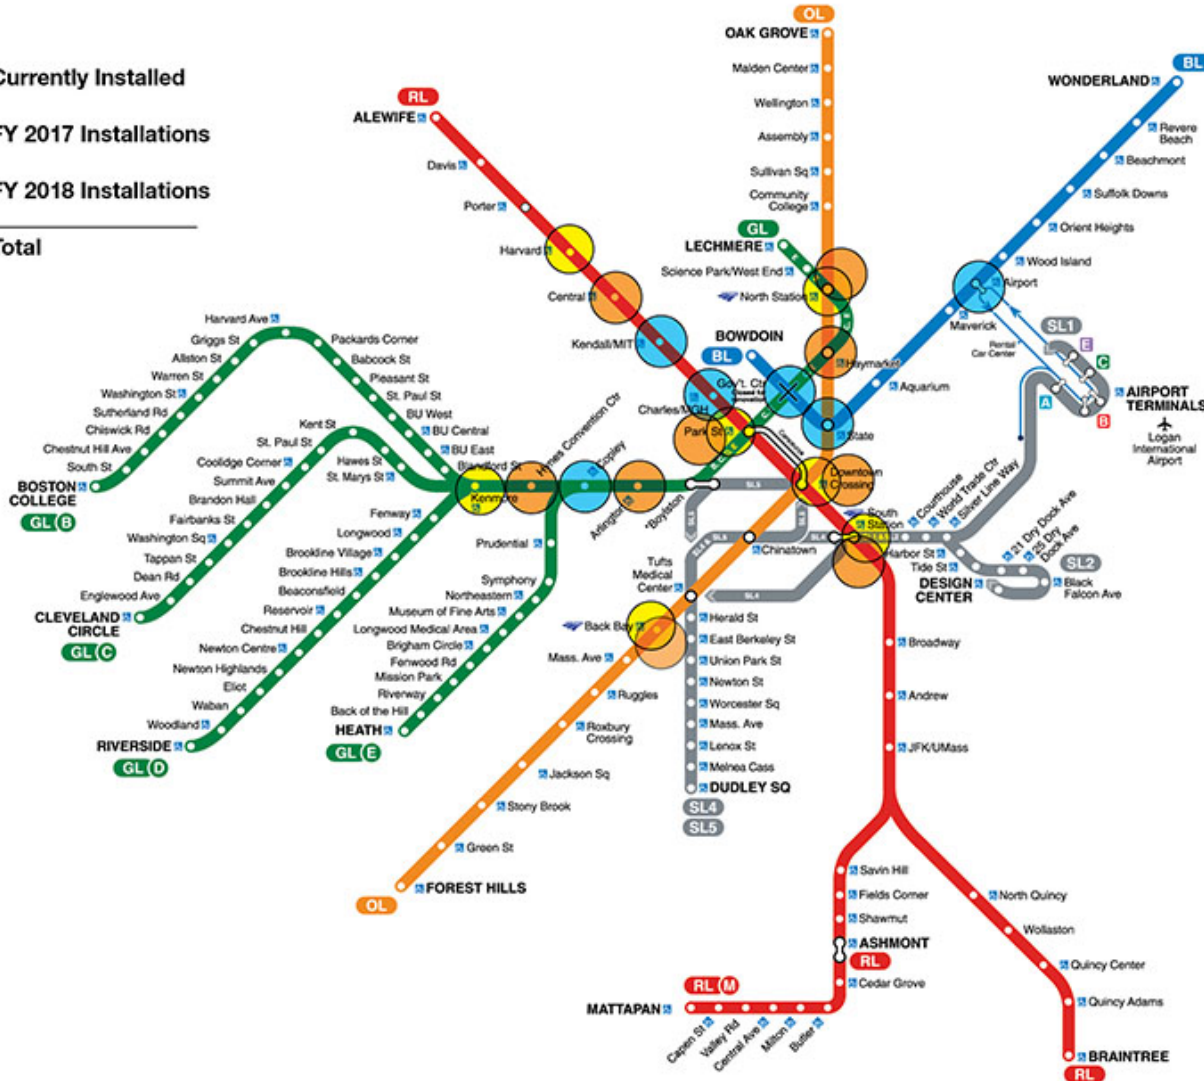 Currently Installed
FY 2017 Installations
FY 2018 Installations
Total
OL
OAK GROVE
Malden Center
Wellington
Assembly
Sullivan Sq
Community
College
BL
WONDERLAND
Revere
Beach
Beachmont
Suffolk Downs
Orient Heights
Wood Island
Airport
Maverick
Aquarium
RL
ALEWIFE
Davis
Porter
Harvard
Central
Kendall/MIT
Charles/MGH
Park St
GL
LECHMERE
Science Park/West End
North Station
Haymarket
BOWDOIN
BL
Gov't. Ctr
State
Downtown
Crossing
SL1
Rental
Car Center
E
C
A
B
AIRPORT
TERMINALS
Logan
International
Airport
Harvard Ave
Griggs St
Allston St
Warren St
Washington St
Sutherland Rd
Chiswick Rd
Chestnut Hill Ave
South St
BOSTON
COLLEGE
GL B
Packards Corner
Babcock St
Pleasant St
St. Paul St
BU West
BU Central
BU East
Blandford St
Kenmore
Hynes Convention Ctr
Copley
Arlington
Boylston
Kent St
St. Paul St
Coolidge Corner
Summit Ave
Brandon Hall
Fairbanks St
Washington Sq
Tappan St
Dean Rd
Englewood Ave
CLEVELAND
CIRCLE
GL C
Hawes St
St. Marys St
Fenway
Longwood
Brookline Village
Brookline Hills
Beaconsfield
Reservoir
Chestnut Hill
Newton Centre
Newton Highlands
Eliot
Waban
Woodland
RIVERSIDE
GL D
Prudential
Symphony
Northeastern
Museum of Fine Arts
Longwood Medical Area
Brigham Circle
Fenwood Rd
Mission Park
Riverway
Back of the Hill
HEATH
GL E
SL5
SL5
SL5
SL4
SL4
Chinatown
Tufts
Medical
Center
Back Bay
Mass. Ave
Ruggles
Roxbury
Crossing
Jackson Sq
Stony Brook
Green St
FOREST HILLS
OL
Herald St
East Berkeley St
Union Park St
Newton St
Worcester Sq
Mass. Ave
Lenox St
Melnea Cass
DUDLEY SQ
SL4
SL5
South
Station
Courthouse
World Trade Ctr
Silver Line Way
Harbor St
Tide St
DESIGN
CENTER
21 Dry Dock Ave
25 Dry
Dock Ave
SL2
Black
Falcon Ave
Broadway
Andrew
JFK/UMass
Savin Hill
Fields Corner
Shawmut
ASHMONT
RL
Cedar Grove
RL M
MATTAPAN
Capen St
Valley Rd
Central Ave
Milton
Butler
North Quincy
Wollaston
Quincy Center
Quincy Adams
BRAINTREE
RL